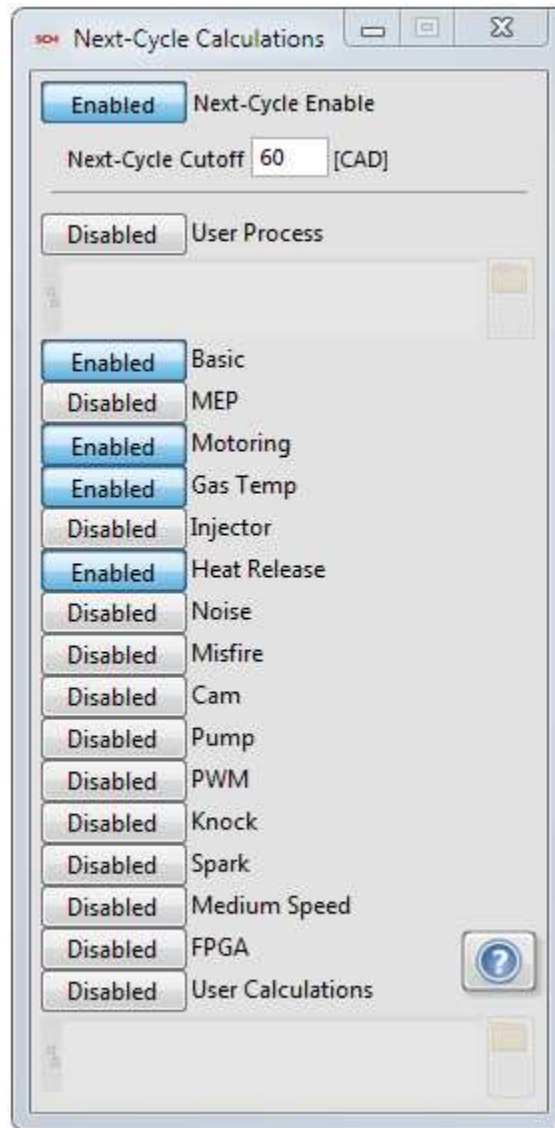 SCM Next-Cycle Calculations
Enabled Next-Cycle Enable
Next-Cycle Cutoff 60 [CAD]
Disabled User Process
Enabled Basic
Disabled MEP
Enabled Motoring
Enabled Gas Temp
Disabled Injector
Enabled Heat Release
Disabled Noise
Disabled Misfire
Disabled Cam
Disabled Pump
Disabled PWM
Disabled Knock
Disabled Spark
Disabled Medium Speed
Disabled FPGA
?
Disabled User Calculations